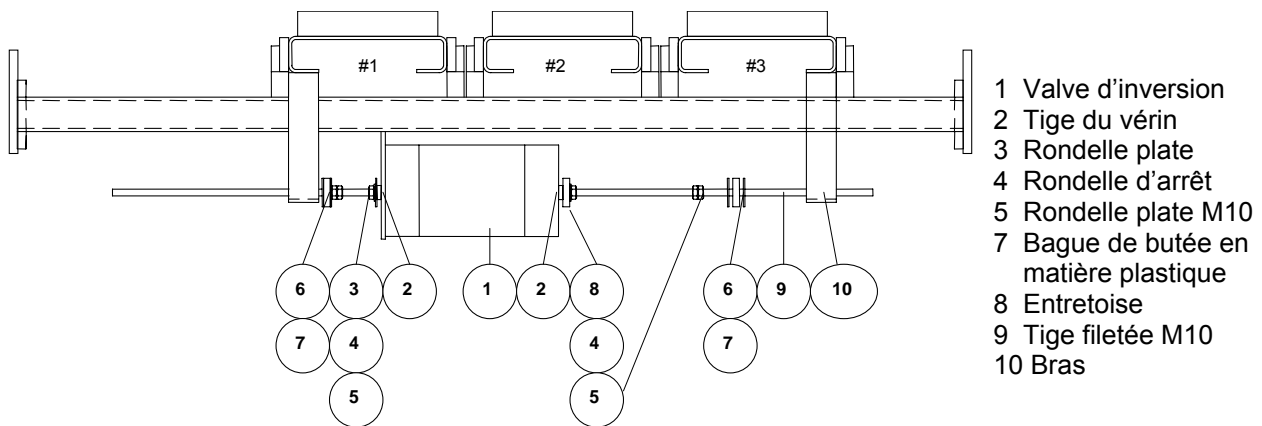 #1 #2 #3
1 Valve d'inversion
2 Tige du vérin
3 Rondelle plate
4 Rondelle d'arrêt
5 Rondelle plate M10
7 Bague de butée en
matière plastique
8 Entretoise
9 Tige filetée M10
10 Bras
6 3 2 1 2 8 6 9 10
7 4 4 7
5 5